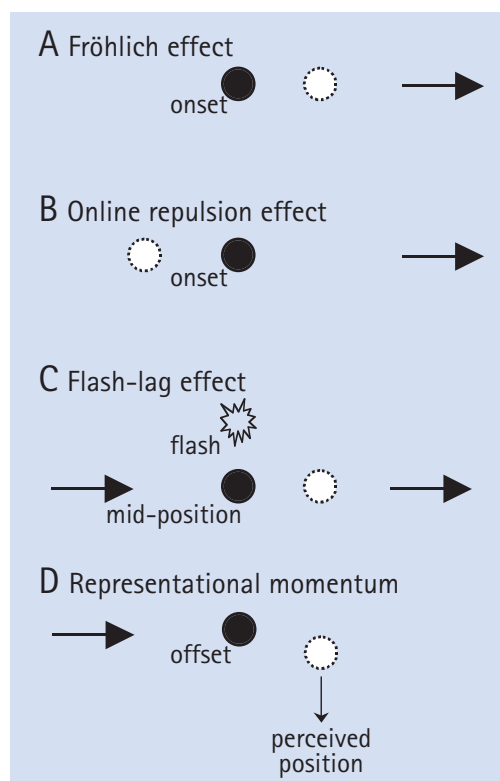 A Fröhlich effect
onset
B Online repulsion effect
onset
C Flash-lag effect
flash
mid-position
D Representational momentum
offset
perceived
position